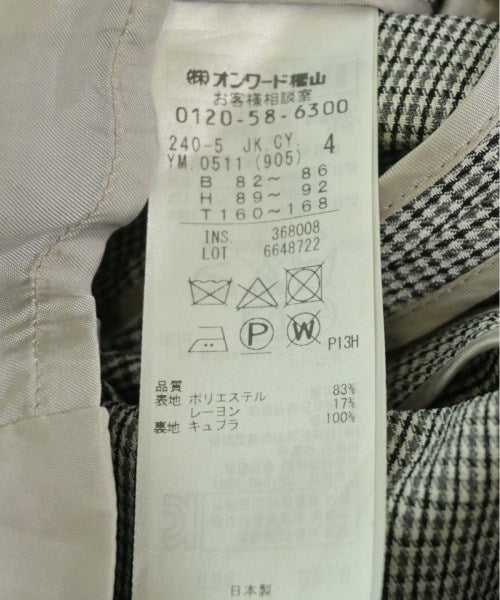 ㈱オンワード樫山
お客様相談室
0120-58-6300
240-5 JK.CY. 4
YM.0511 (905)
B 82～ 86
H 89～ 92
T 160～168
INS. 368008
LOT 6648722
P W P13H
品質
表地 ポリエステル 83%
レーヨン 17%
裏地 キュプラ 100%
日本製